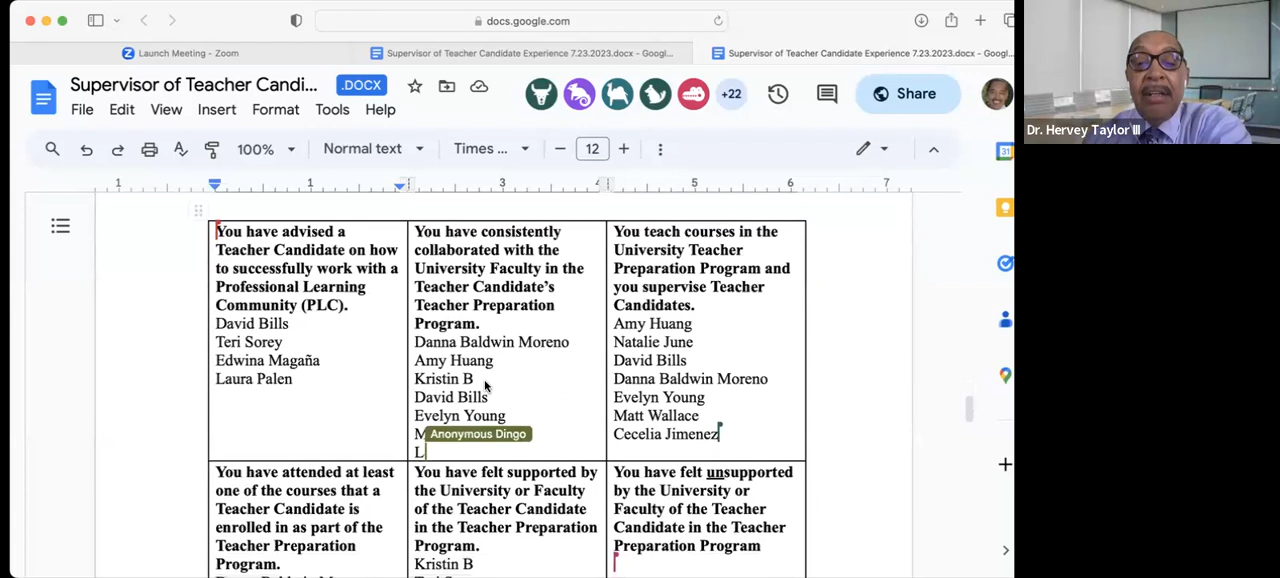 docs.google.com
Launch Meeting - Zoom
Supervisor of Teacher Candidate Experience 7.23.2023.docx - Googl...
Supervisor of Teacher Candidate Experience 7.23.2023.docx - Googl...
Supervisor of Teacher Candi...
.DOCX
+22
Share
File Edit View Insert Format Tools Help
100% Normal text Times ... 12
1 1 3 4 5 6 7
31
Dr. Hervey Taylor III
You have advised a
Teacher Candidate on how
to successfully work with a
Professional Learning
Community (PLC).
David Bills
Teri Sorey
Edwina Magaña
Laura Palen
You have consistently
collaborated with the
University Faculty in the
Teacher Candidate’s
Teacher Preparation
Program.
Danna Baldwin Moreno
Amy Huang
Kristin B
David Bills
Evelyn Young
M
Anonymous Dingo
L
You teach courses in the
University Teacher
Preparation Program and
you supervise Teacher
Candidates.
Amy Huang
Natalie June
David Bills
Danna Baldwin Moreno
Evelyn Young
Matt Wallace
Cecelia Jimenez
You have attended at least
one of the courses that a
Teacher Candidate is
enrolled in as part of the
Teacher Preparation
Program.
You have felt supported by
the University or Faculty
of the Teacher Candidate
in the Teacher Preparation
Program.
Kristin B
You have felt unsupported
by the University or
Faculty of the Teacher
Candidate in the Teacher
Preparation Program